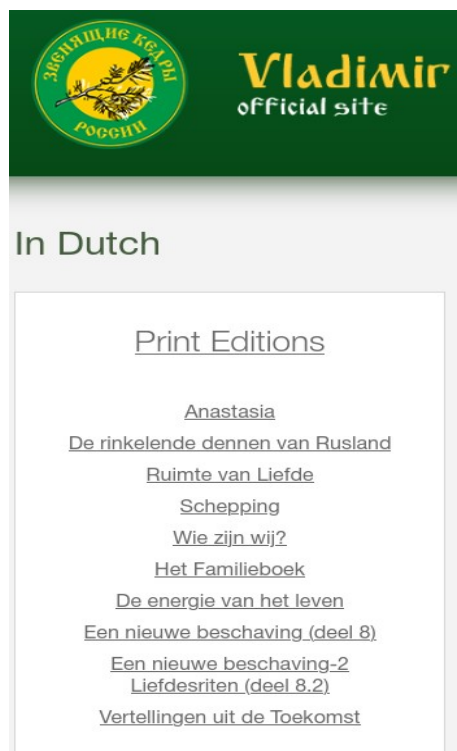 ЗВЕНЯЩИЕ КЕДРЫ
РОССИИ
Vladimir
official site
In Dutch
Print Editions
Anastasia
De rinkelende dennen van Rusland
Ruimte van Liefde
Schepping
Wie zijn wij?
Het Familieboek
De energie van het leven
Een nieuwe beschaving (deel 8)
Een nieuwe beschaving-2
Liefdesriten (deel 8.2)
Vertellingen uit de Toekomst